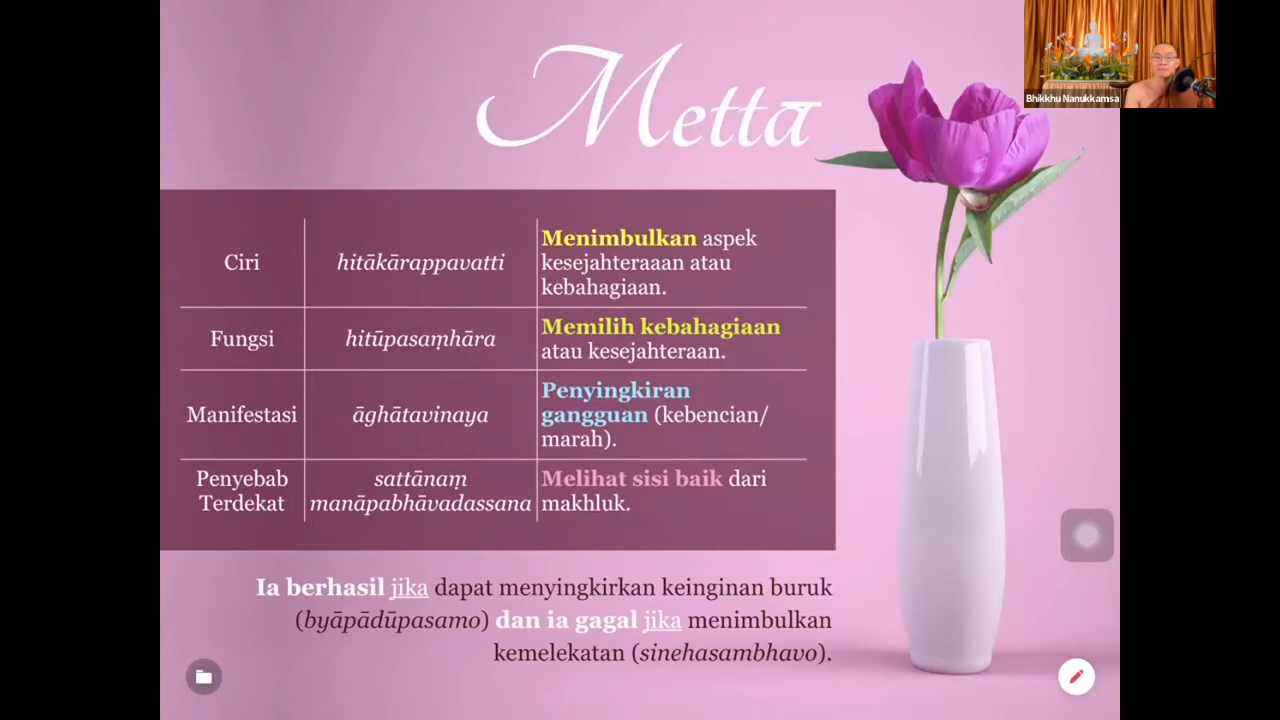 Mettā
Bhikkhu Nanukkamsa
Ciri
hitākārappavatti
Menimbulkan aspek
kesejahteraaan atau
kebahagiaan.
Fungsi
hitūpasaṃhāra
Memilih kebahagiaan
atau kesejahteraan.
Manifestasi
āghātavinaya
Penyingkiran
gangguan (kebencian/
marah).
Penyebab
Terdekat
sattānaṃ
manāpabhāvadassana
Melihat sisi baik dari
makhluk.
Ia berhasil jika dapat menyingkirkan keinginan buruk
(byāpādūpasamo) dan ia gagal jika menimbulkan
kemelekatan (sinehasambhavo).